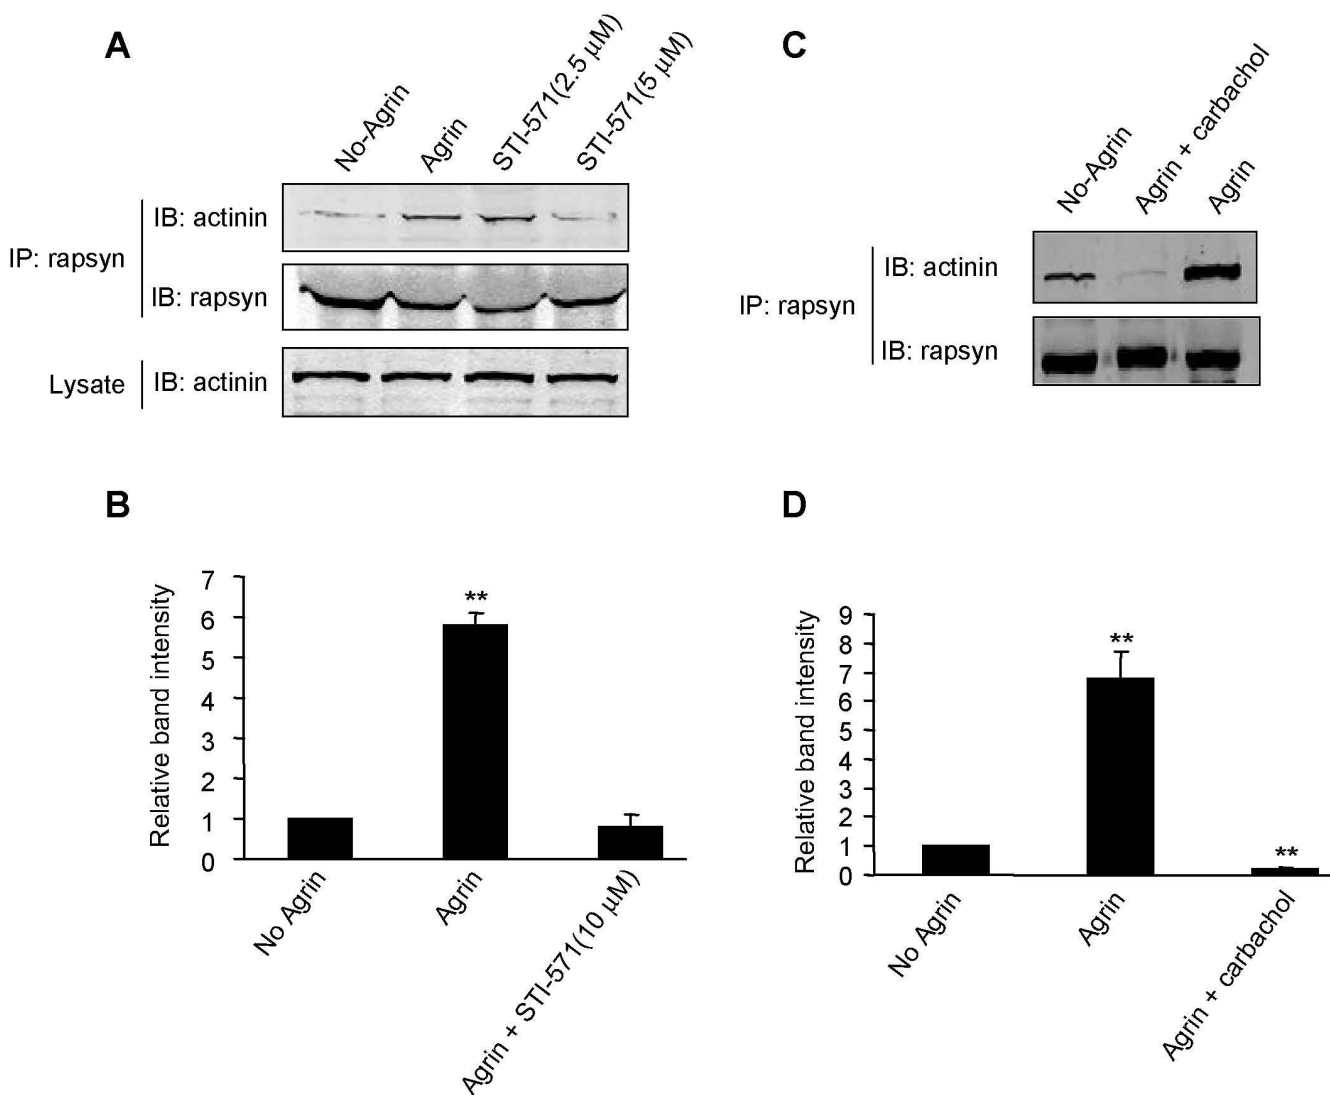 A
No-Agrin
Agrin
STI-571(2.5 μM)
STI-571(5 μM)
IP: rapsyn
IB: actinin
IB: rapsyn
Lysate
IB: actinin
C
No-Agrin
Agrin + carbachol
Agrin
IP: rapsyn
IB: actinin
IB: rapsyn
B
Relative band intensity
7
6
5
4
3
2
1
0
**
No Agrin
Agrin
Agrin + STI-571(10 μM)
D
Relative band intensity
9
8
7
6
5
4
3
2
1
0
**
**
No Agrin
Agrin
Agrin + carbachol